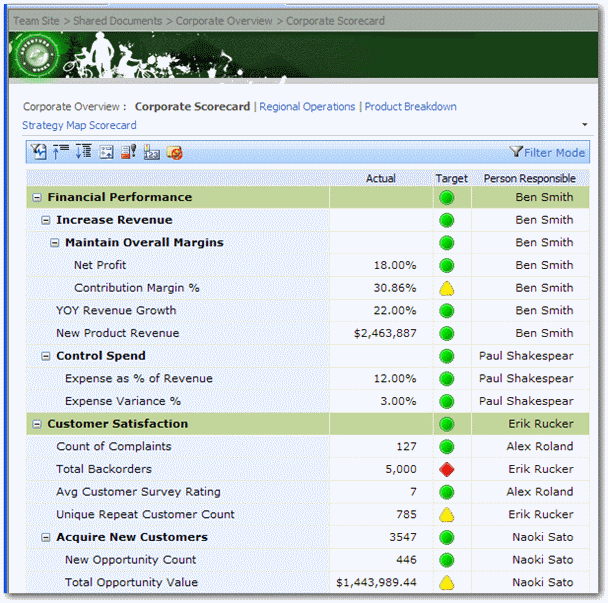 Team Site > Shared Documents > Corporate Overview > Corporate Scorecard
ADVENTURE WORKS
Corporate Overview : Corporate Scorecard | Regional Operations | Product Breakdown
Strategy Map Scorecard
Filter Mode
Actual Target Person Responsible
Financial Performance Ben Smith
Increase Revenue Ben Smith
Maintain Overall Margins Ben Smith
Net Profit 18.00% Ben Smith
Contribution Margin % 30.86% Ben Smith
YOY Revenue Growth 22.00% Ben Smith
New Product Revenue $2,463,887 Ben Smith
Control Spend Paul Shakespear
Expense as % of Revenue 12.00% Paul Shakespear
Expense Variance % 3.00% Paul Shakespear
Customer Satisfaction Erik Rucker
Count of Complaints 127 Alex Roland
Total Backorders 5,000 Erik Rucker
Avg Customer Survey Rating 7 Alex Roland
Unique Repeat Customer Count 785 Erik Rucker
Acquire New Customers 3547 Naoki Sato
New Opportunity Count 446 Naoki Sato
Total Opportunity Value $1,443,989.44 Naoki Sato